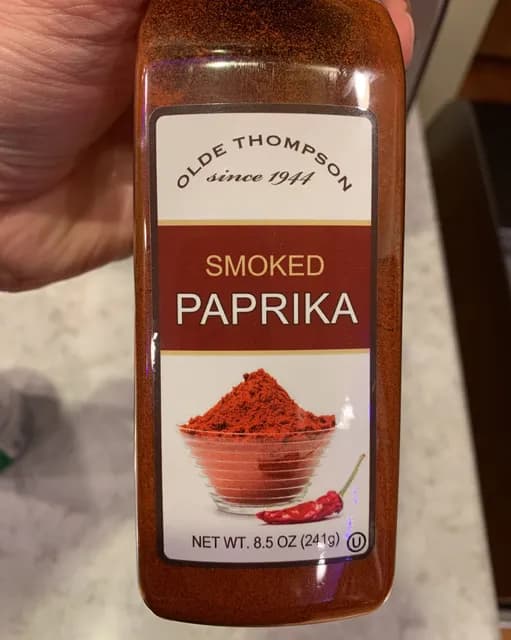 OLDE THOMPSON
since 1944
SMOKED
PAPRIKA
NET WT. 8.5 OZ (241g) U